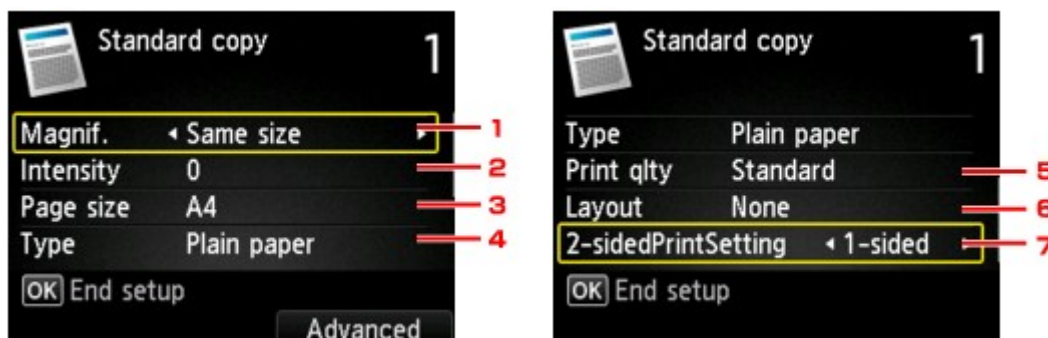 Standard copy 1
Magnif. Same size 1
Intensity 0 2
Page size A4 3
Type Plain paper 4
OK End setup
Advanced
Standard copy 1
Type Plain paper
Print qlty Standard 5
Layout None 6
2-sidedPrintSetting 1-sided 7
OK End setup